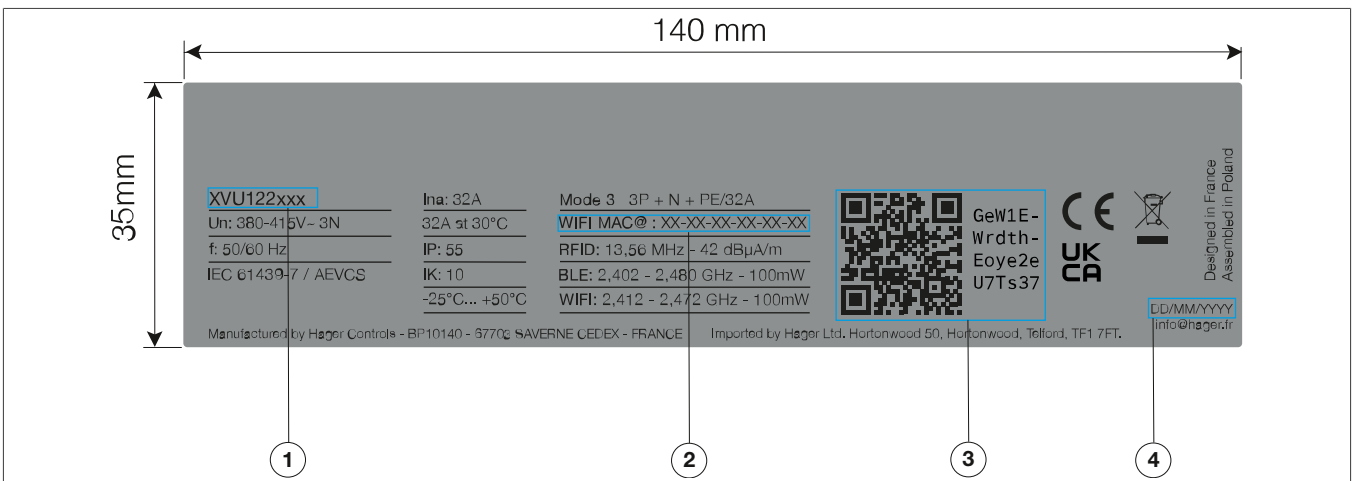 140 mm
35mm
XVU122xxx
Un: 380-415V~ 3N
f: 50/60 Hz
IEC 61439-7 / AEVCS
Ina: 32A
32A at 30°C
IP: 55
IK: 10
-25°C... +50°C
Mode 3 3P + N + PE/32A
WIFI MAC@ : XX-XX-XX-XX-XX-XX
RFID: 13,56 MHz - 42 dBµA/m
BLE: 2,402 - 2,480 GHz - 100mW
WIFI: 2,412 - 2,472 GHz - 100mW
GeW1E-
Wrdth-
Eoye2e
U7Ts37
CE
UK
CA
Designed in France
Assembled in Poland
DD/MM/YYYY
info@hager.fr
Manufactured by Hager Controls - BP10140 - 67703 SAVERNE CEDEX - FRANCE
Imported by Hager Ltd. Hortonwood 50, Hortonwood, Telford, TF1 7FT.
1
2
3
4